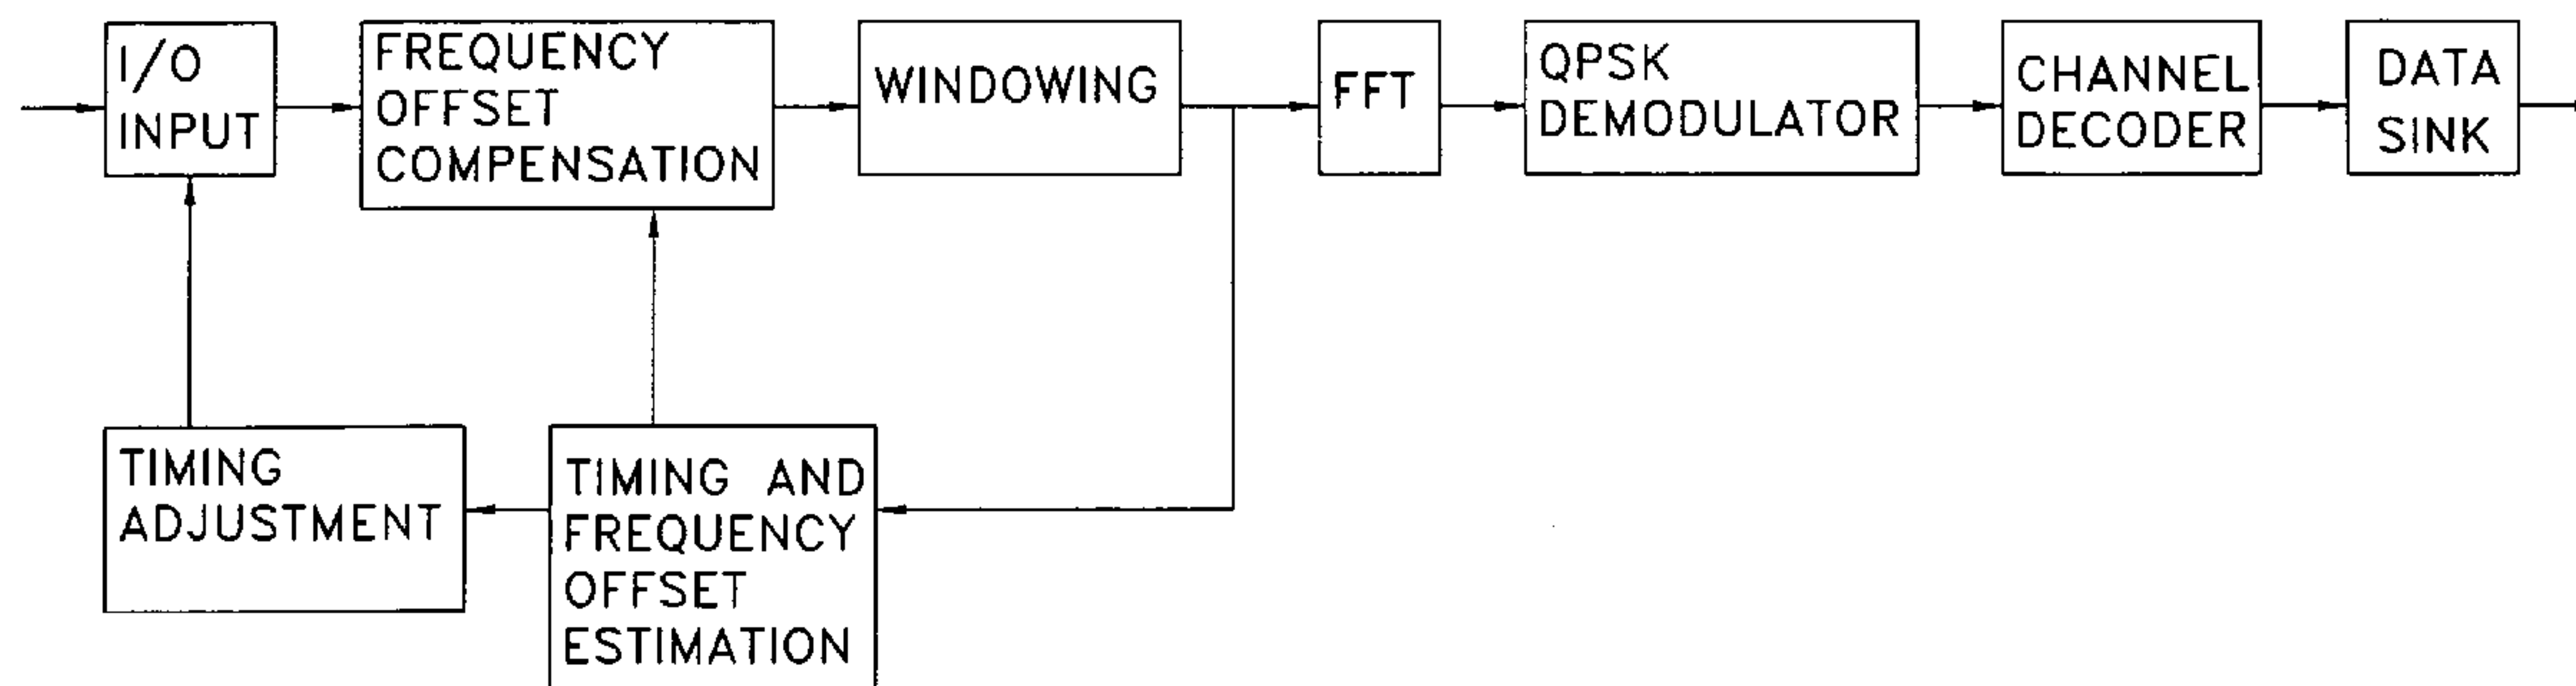 I/O
INPUT
FREQUENCY
OFFSET
COMPENSATION
WINDOWING
FFT
QPSK
DEMODULATOR
CHANNEL
DECODER
DATA
SINK
TIMING
ADJUSTMENT
TIMING AND
FREQUENCY
OFFSET
ESTIMATION